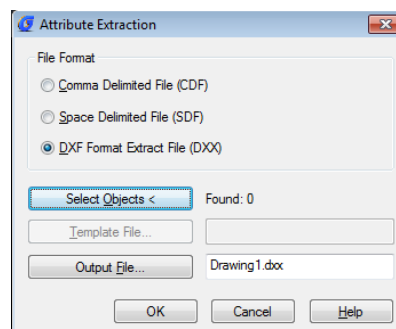 Attribute Extraction
File Format
Comma Delimited File (CDF)
Space Delimited File (SDF)
DXF Format Extract File (DXX)
Select Objects < Found: 0
Template File...
Output File... Drawing1.dxx
OK Cancel Help